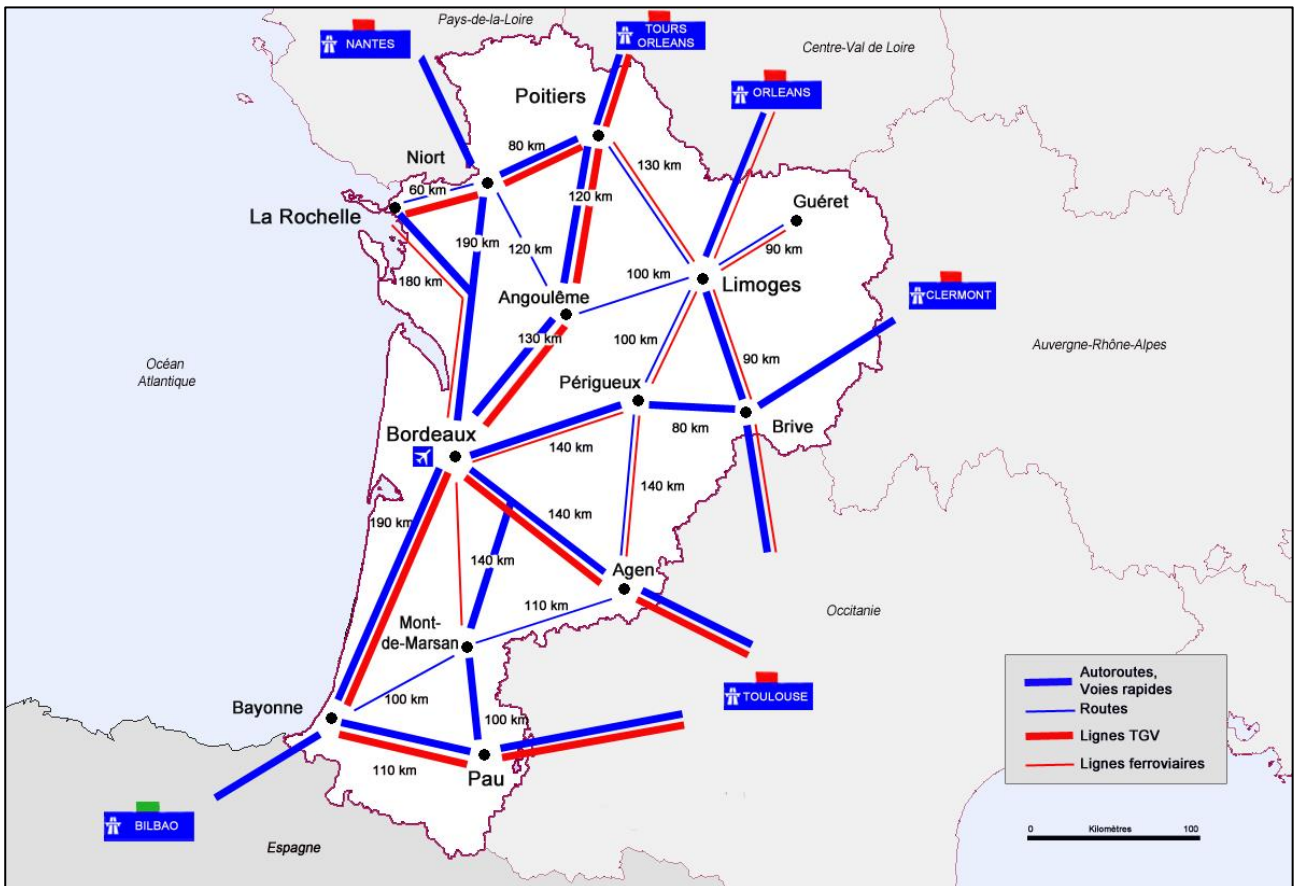 Pays-de-la-Loire
NANTES
TOURS
ORLEANS
Centre-Val de Loire
ORLEANS
Poitiers
80 km
Niort
130 km
60 km
120 km
Guéret
La Rochelle
190 km
120 km
90 km
100 km
180 km
Limoges
CLERMONT
Angoulême
130 km
100 km
Auvergne-Rhône-Alpes
Océan
Atlantique
90 km
Périgueux
80 km
Brive
Bordeaux
140 km
140 km
190 km
140 km
140 km
Agen
110 km
Occitanie
Mont-
de-Marsan
100 km
TOULOUSE
Bayonne
100 km
Pau
110 km
BILBAO
Espagne
Autoroutes,
Voies rapides
Routes
Lignes TGV
Lignes ferroviaires
0 Kilomètres 100